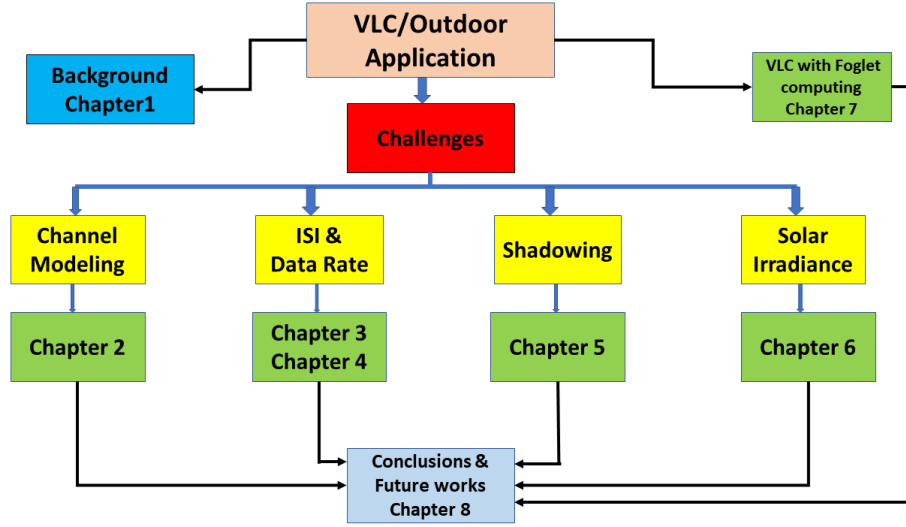 VLC/Outdoor
Application
Background
Chapter1
VLC with Foglet
computing
Chapter 7
Challenges
Channel
Modeling
ISI &
Data Rate
Shadowing
Solar
Irradiance
Chapter 2
Chapter 3
Chapter 4
Chapter 5
Chapter 6
Conclusions &
Future works
Chapter 8